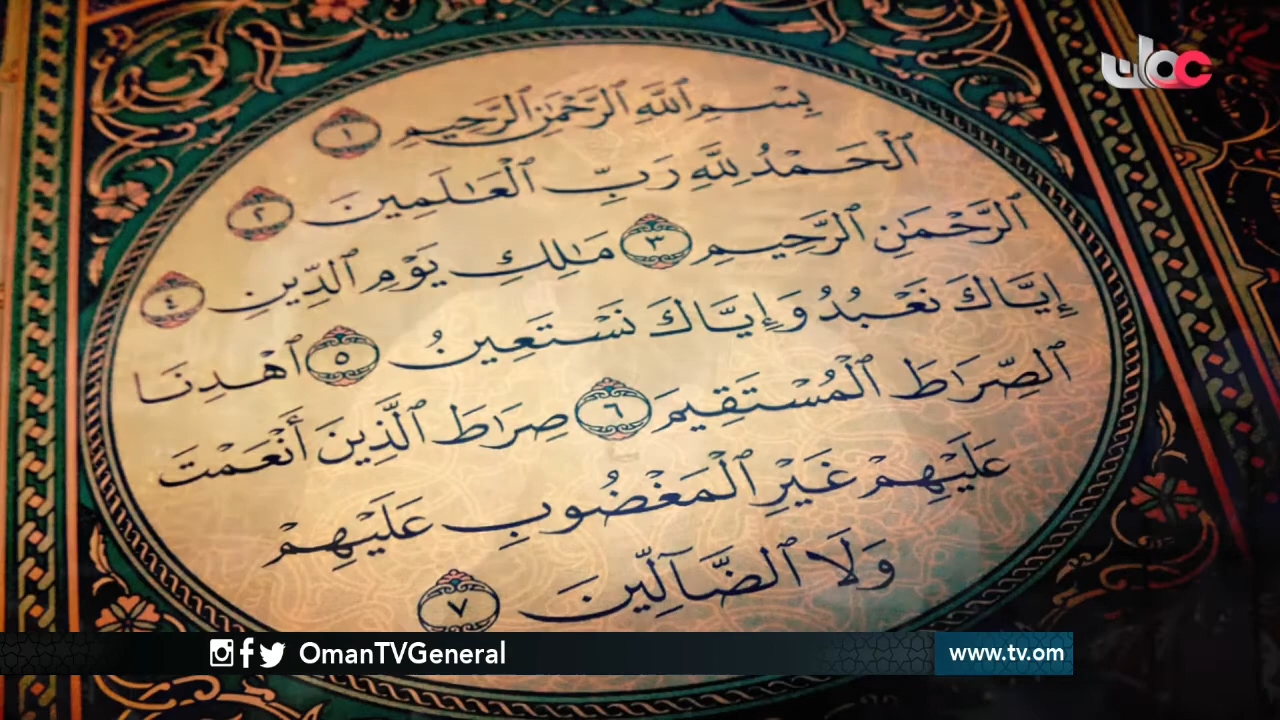 عمان
بِسْمِ ٱللَّهِ ٱلرَّحْمَٰنِ ٱلرَّحِيمِ ١
ٱلْحَمْدُ لِلَّهِ رَبِّ ٱلْعَٰلَمِينَ ٢
ٱلرَّحْمَٰنِ ٱلرَّحِيمِ ٣ مَٰلِكِ يَوْمِ ٱلدِّينِ ٤
إِيَّاكَ نَعْبُدُ وَإِيَّاكَ نَسْتَعِينُ ٥ ٱهْدِنَا
ٱلصِّرَٰطَ ٱلْمُسْتَقِيمَ ٦ صِرَٰطَ ٱلَّذِينَ أَنْعَمْتَ
عَلَيْهِمْ غَيْرِ ٱلْمَغْضُوبِ عَلَيْهِمْ
وَلَا ٱلضَّآلِّينَ ٧
OmanTVGeneral
www.tv.om